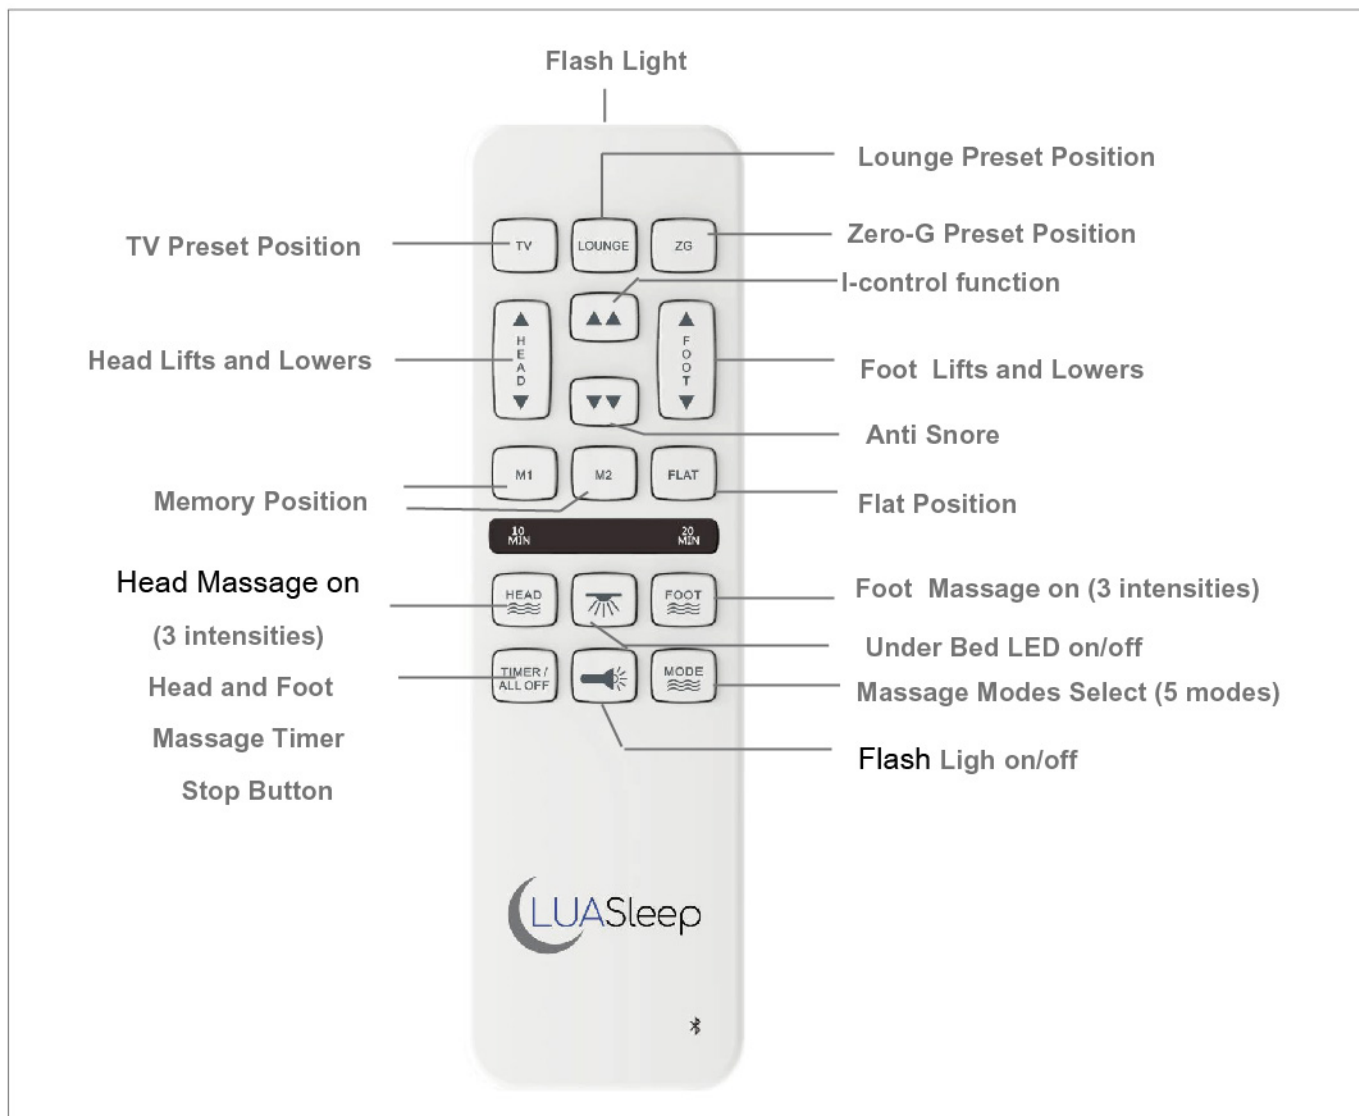 Flash Light
Lounge Preset Position
TV Preset Position
TV
LOUNGE
ZG
Zero-G Preset Position
I-control function
Head Lifts and Lowers
HEAD
FOOT
Foot Lifts and Lowers
Anti Snore
M1
M2
FLAT
Memory Position
Flat Position
10
MIN
20
MIN
Head Massage on
(3 intensities)
HEAD
FOOT
Foot Massage on (3 intensities)
Under Bed LED on/off
Head and Foot
Massage Timer
Stop Button
TIMER /
ALL OFF
MODE
Massage Modes Select (5 modes)
Flash Ligh on/off
LUASleep